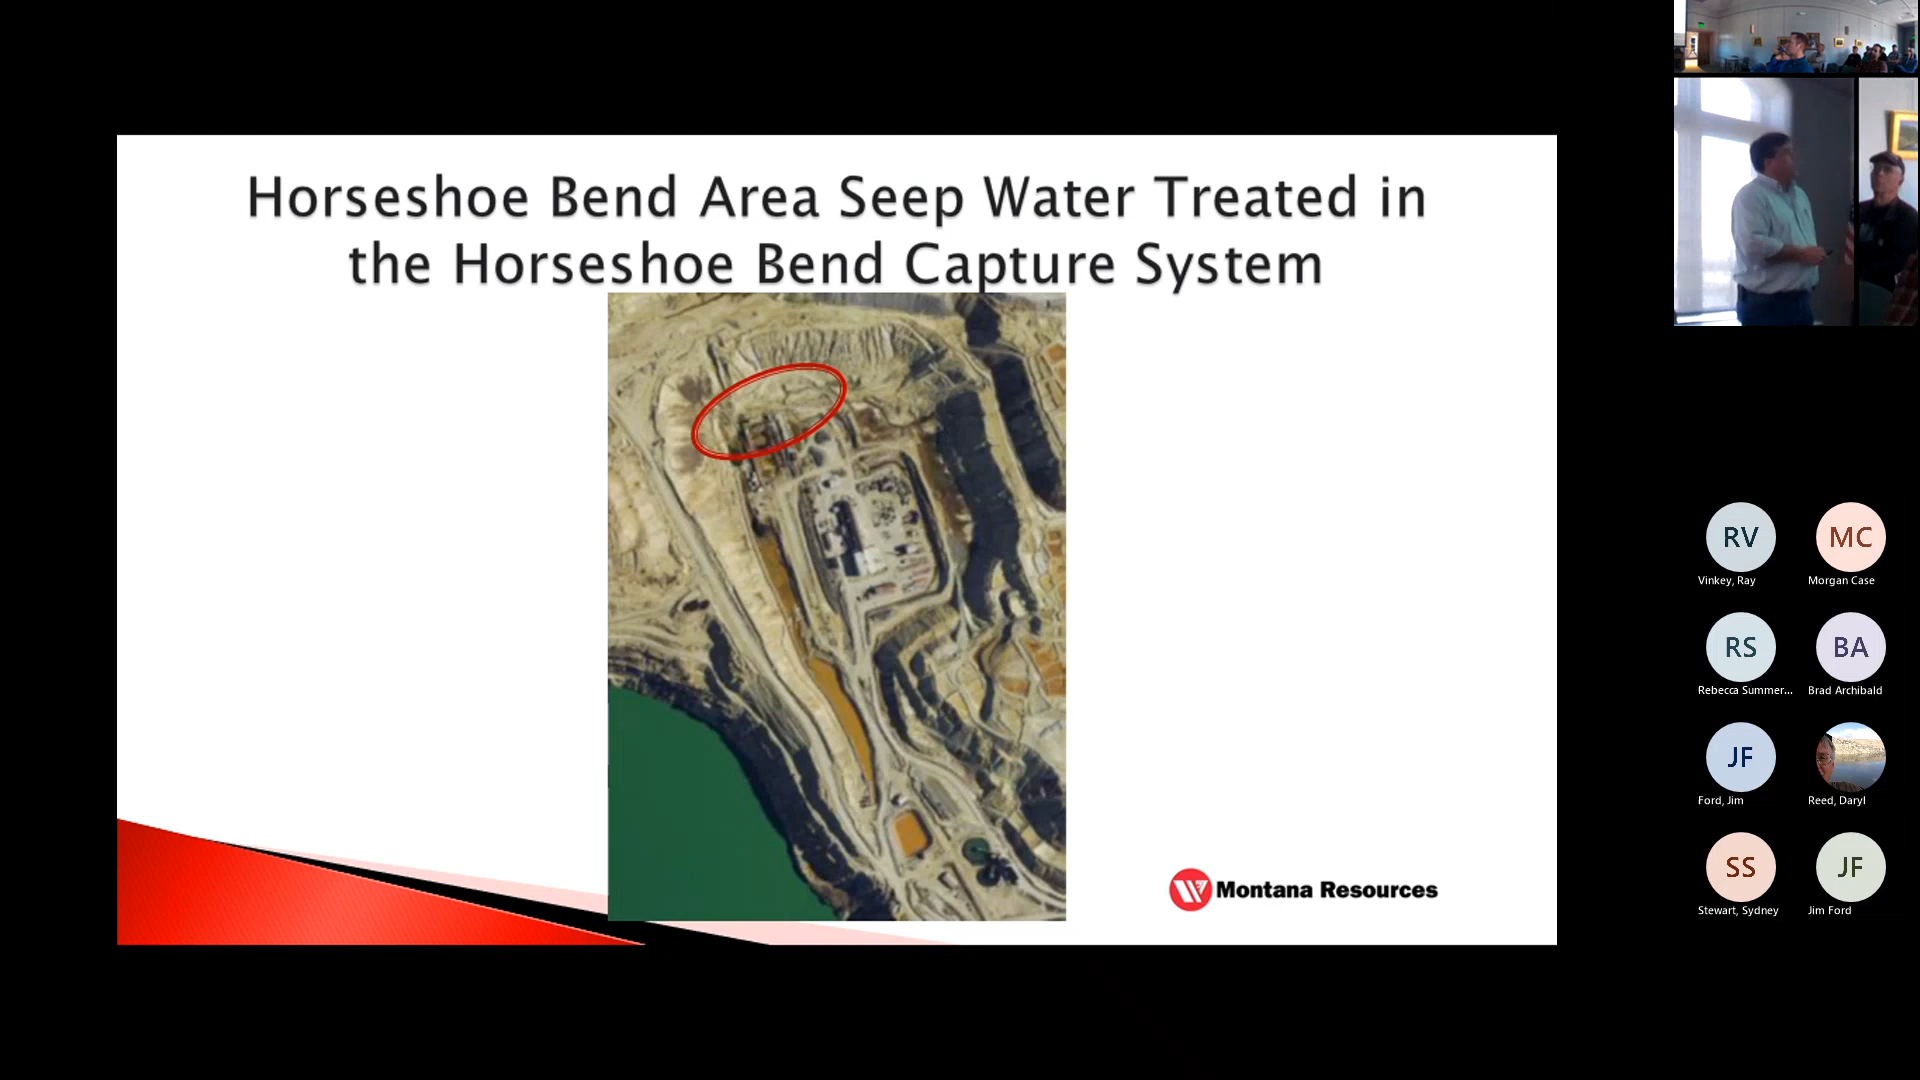 Horseshoe Bend Area Seep Water Treated in
the Horseshoe Bend Capture System
Montana Resources
RV
MC
Vinkey, Ray
Morgan Case
RS
BA
Rebecca Summer...
Brad Archibald
JF
Ford, Jim
Reed, Daryl
SS
JF
Stewart, Sydney
Jim Ford